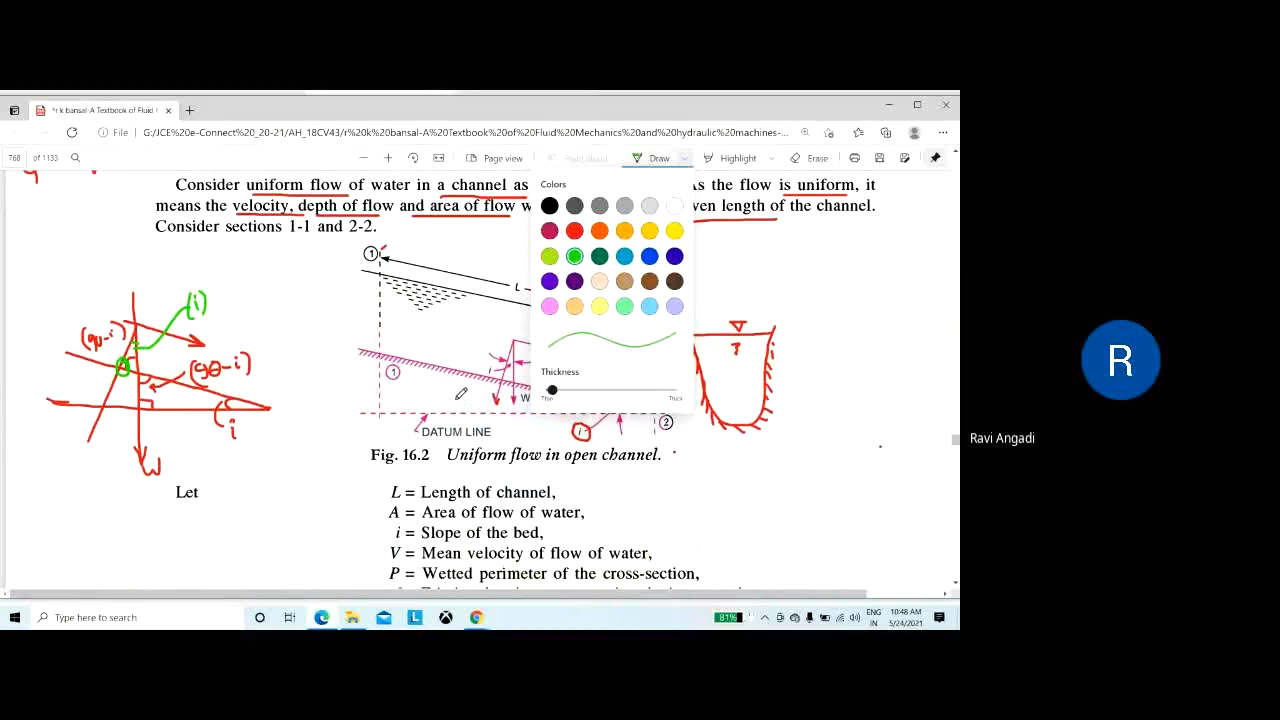 *r k bansal-A Textbook of Fluid
File G:/JCE%20e-Connect%20_20-21/AH_18CV43/r%20k%20bansal-A%20Textbook%20of%20Fluid%20Mechanics%20and%20hydraulic%20machines-...
768 of 1133 Page view Read aloud Draw Highlight Erase
Consider uniform flow of water in a channel as
s the flow is uniform, it
means the velocity, depth of flow and area of flow w
ven length of the channel.
Consider sections 1-1 and 2-2.
Colors
Thickness
Thin Thick
1
L
(i)
(90-i)
(90-i)
θ
i
W
1
i
W
i
2
DATUM LINE
Fig. 16.2 Uniform flow in open channel.
Let
L = Length of channel,
A = Area of flow of water,
i = Slope of the bed,
V = Mean velocity of flow of water,
P = Wetted perimeter of the cross-section,
R
Ravi Angadi
Type here to search
81%
ENG
IN
10:48 AM
5/24/2021